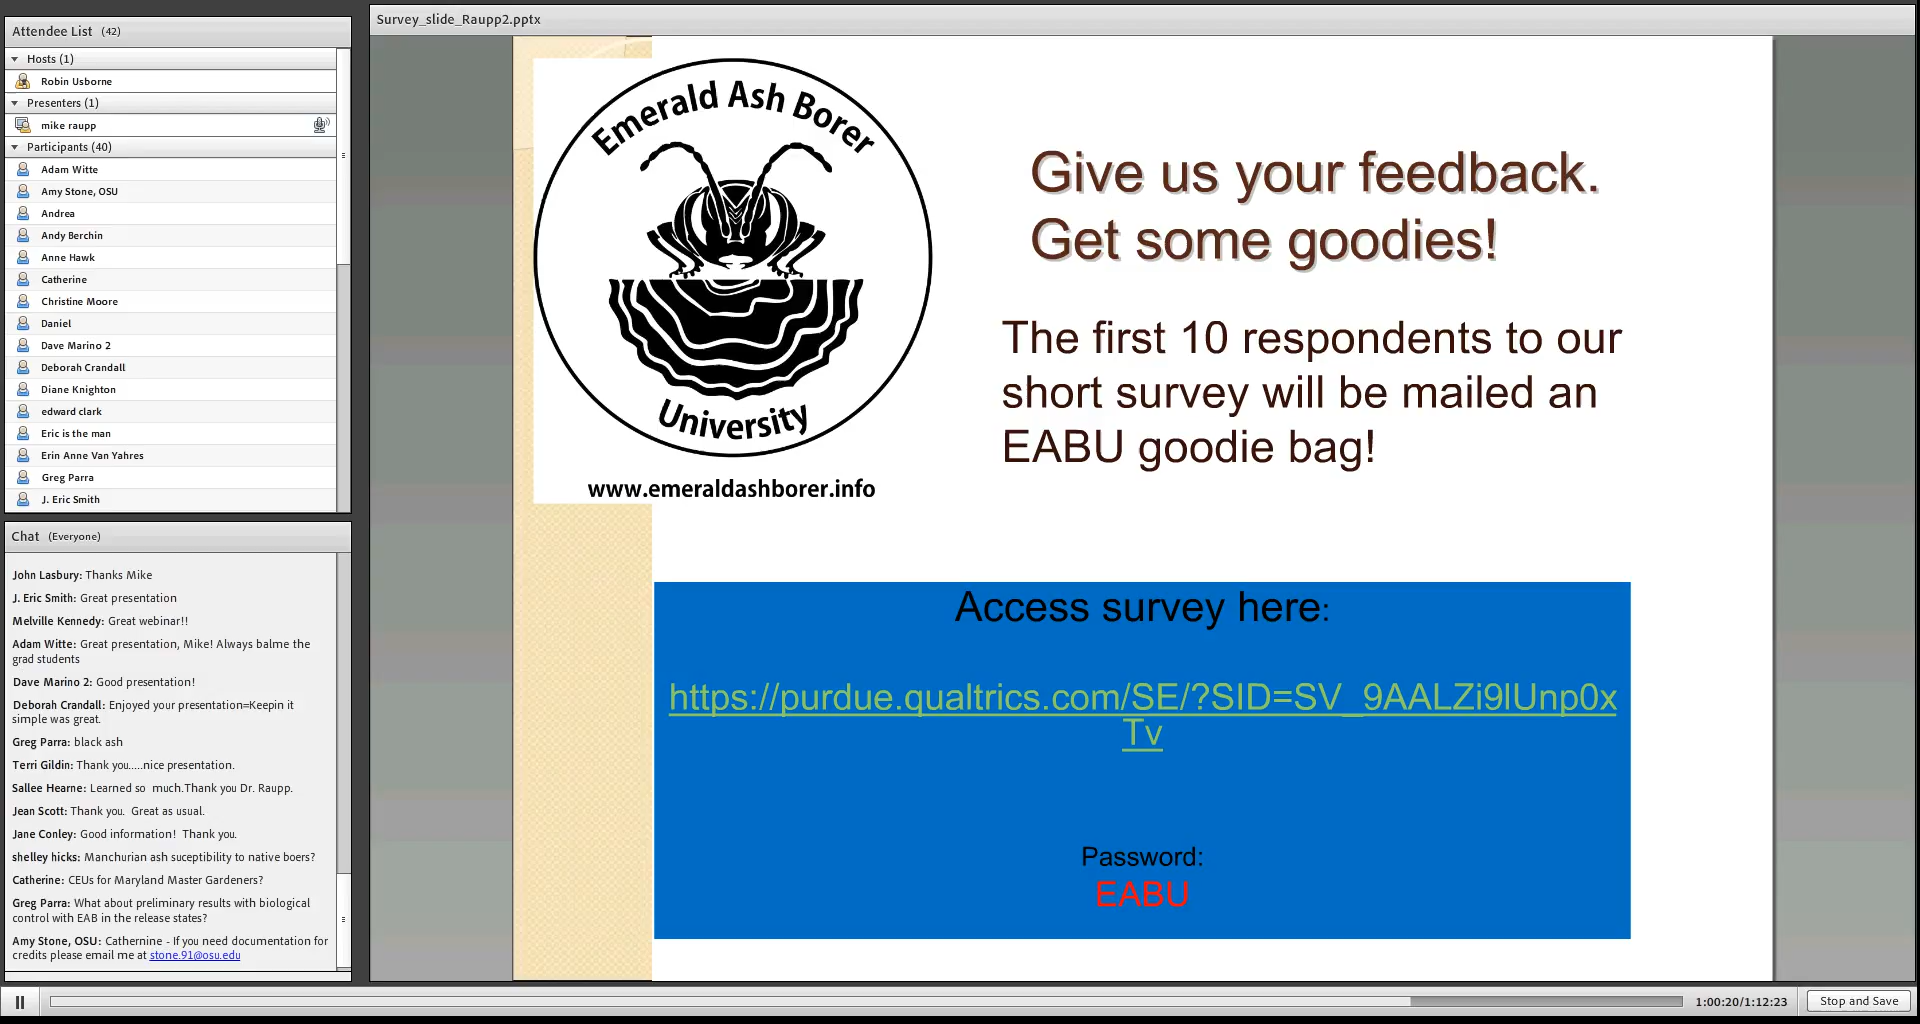 Survey_slide_Raupp2.pptx
Attendee List (42)
Hosts (1)
Robin Usborne
Presenters (1)
mike raupp
Participants (40)
Adam Witte
Amy Stone, OSU
Andrea
Andy Berchin
Anne Hawk
Catherine
Christine Moore
Daniel
Dave Marino 2
Deborah Crandall
Diane Knighton
edward clark
Eric is the man
Erin Anne Van Yahres
Greg Parra
J. Eric Smith
Chat (Everyone)
John Lasbury: Thanks Mike
J. Eric Smith: Great presentation
Melville Kennedy: Great webinar!!
Adam Witte: Great presentation, Mike! Always balme the
grad students
Dave Marino 2: Good presentation!
Deborah Crandall: Enjoyed your presentation=Keepin it
simple was great.
Greg Parra: black ash
Terri Gildin: Thank you.....nice presentation.
Sallee Hearne: Learned so  much.Thank you Dr. Raupp.
Jean Scott: Thank you.  Great as usual.
Jane Conley: Good information!  Thank you.
shelley hicks: Manchurian ash suceptibility to native boers?
Catherine: CEUs for Maryland Master Gardeners?
Greg Parra: What about preliminary results with biological
control with EAB in the release states?
Amy Stone, OSU: Cathernine - If you need documentation for
credits please email me at stone.91@osu.edu
Emerald Ash Borer
University
www.emeraldashborer.info
Give us your feedback.
Get some goodies!
The first 10 respondents to our
short survey will be mailed an
EABU goodie bag!
Access survey here:
https://purdue.qualtrics.com/SE/?SID=SV_9AALZi9lUnp0x
Tv
Password:
EABU
1:00:20/1:12:23
Stop and Save